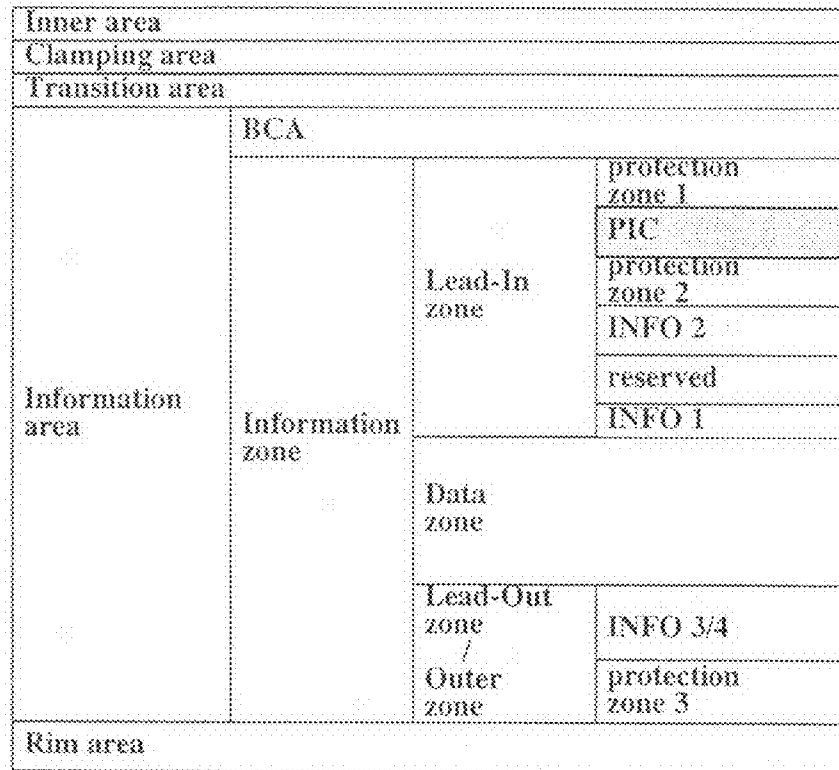 Inner area
Clamping area
Transition area
BCA
protection
zone 1
PIC
protection
zone 2
Lead-In
zone
INFO 2
reserved
INFO 1
Information
area
Information
zone
Data
zone
Lead-Out
zone
/
Outer
zone
INFO 3/4
protection
zone 3
Rim area